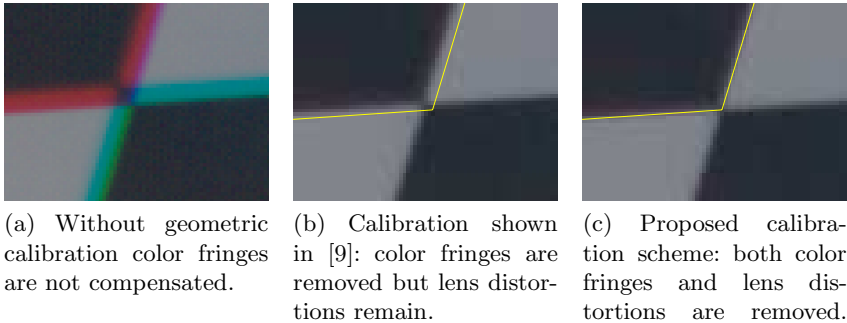 (a) Without geometric
calibration color fringes
are not compensated.
(b) Calibration shown
in [9]: color fringes are
removed but lens distor-
tions remain.
(c) Proposed calibra-
tion scheme: both color
fringes and lens dis-
tortions are removed.